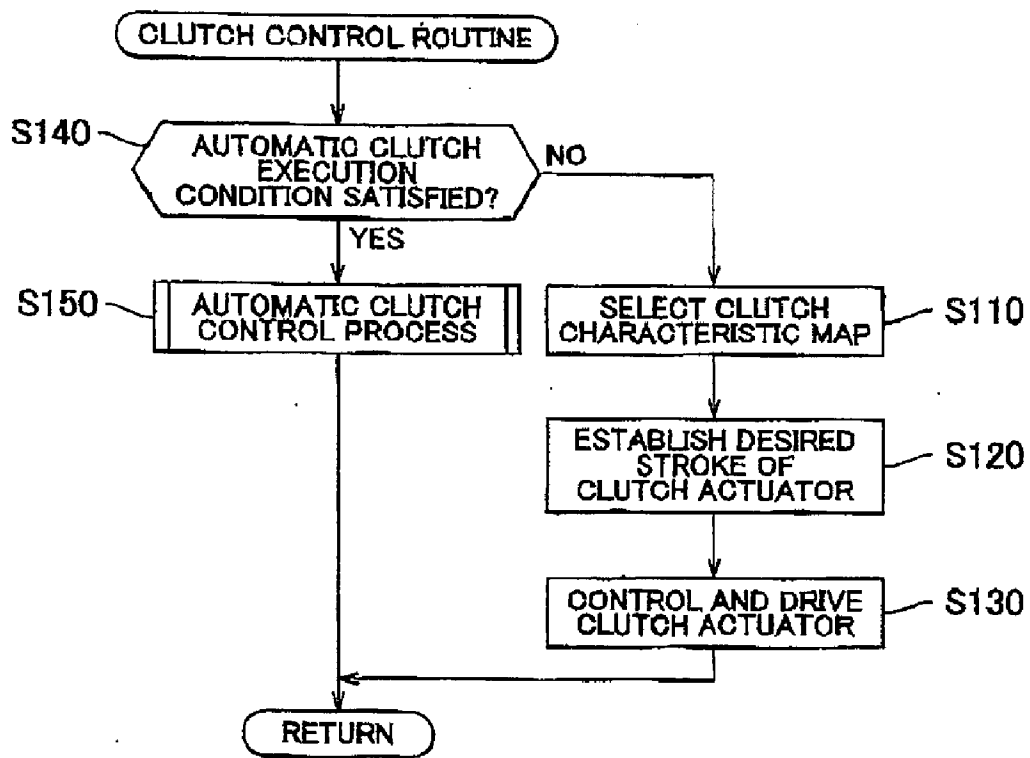 CLUTCH CONTROL ROUTINE
S140
AUTOMATIC CLUTCH
EXECUTION
CONDITION SATISFIED?
NO
YES
S150
AUTOMATIC CLUTCH
CONTROL PROCESS
SELECT CLUTCH
CHARACTERISTIC MAP
S110
ESTABLISH DESIRED
STROKE OF
CLUTCH ACTUATOR
S120
CONTROL AND DRIVE
CLUTCH ACTUATOR
S130
RETURN